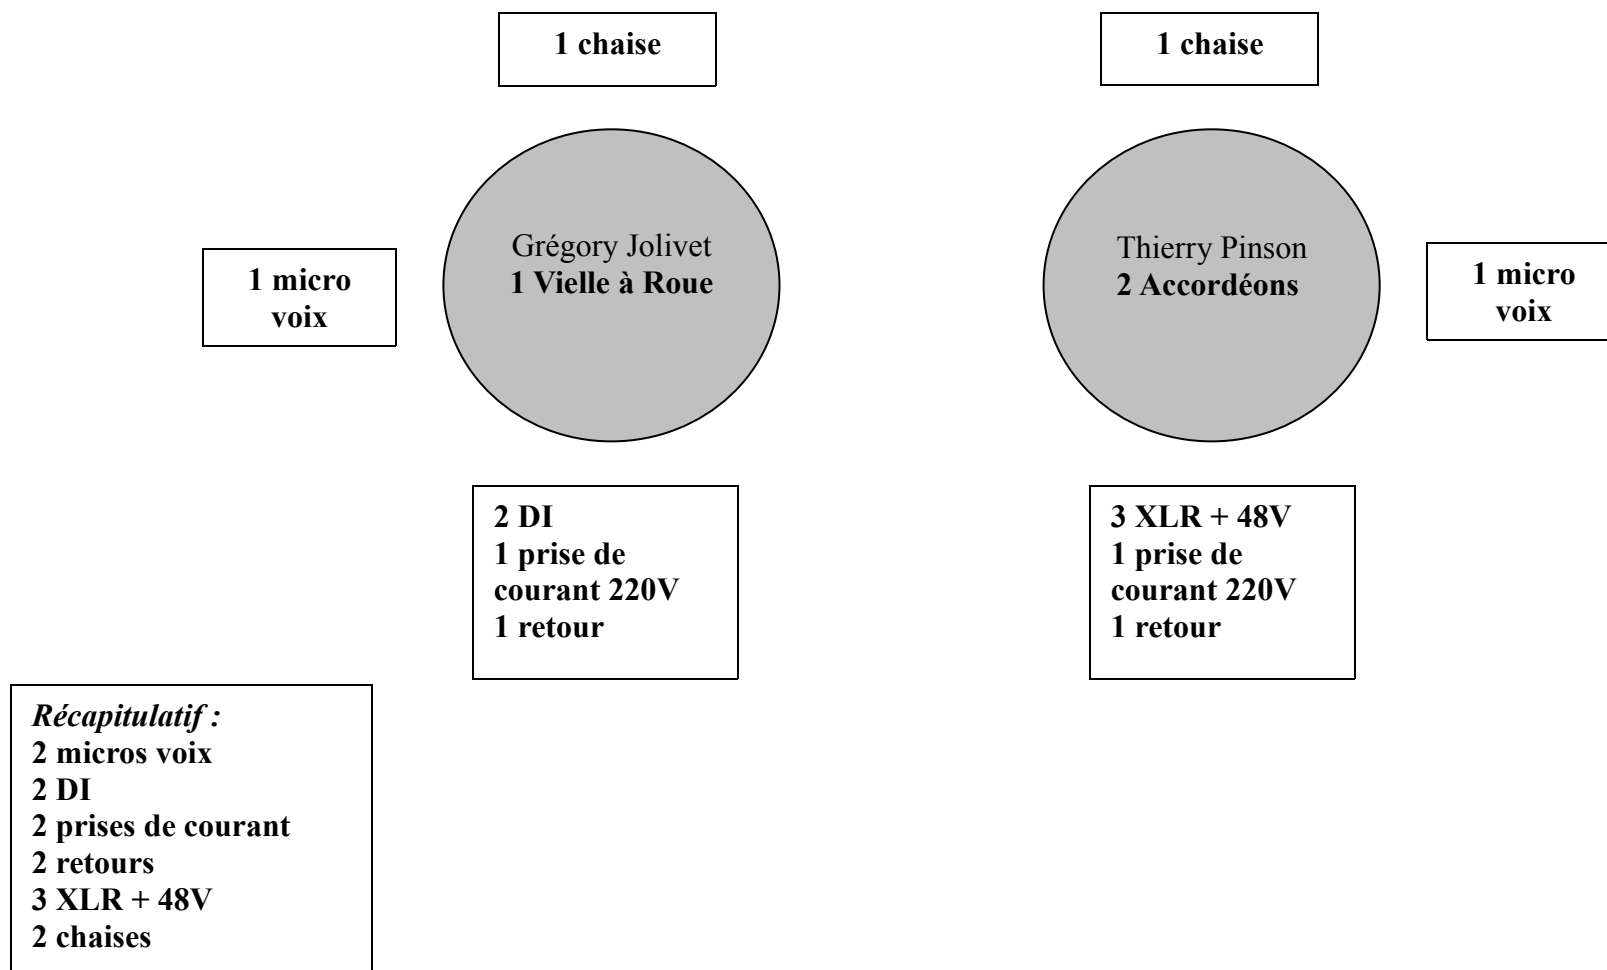 1 chaise
1 chaise
Grégory Jolivet
1 Vielle à Roue
Thierry Pinson
2 Accordéons
1 micro
voix
1 micro
voix
2 DI
1 prise de
courant 220V
1 retour
3 XLR + 48V
1 prise de
courant 220V
1 retour
Récapitulatif :
2 micros voix
2 DI
2 prises de courant
2 retours
3 XLR + 48V
2 chaises